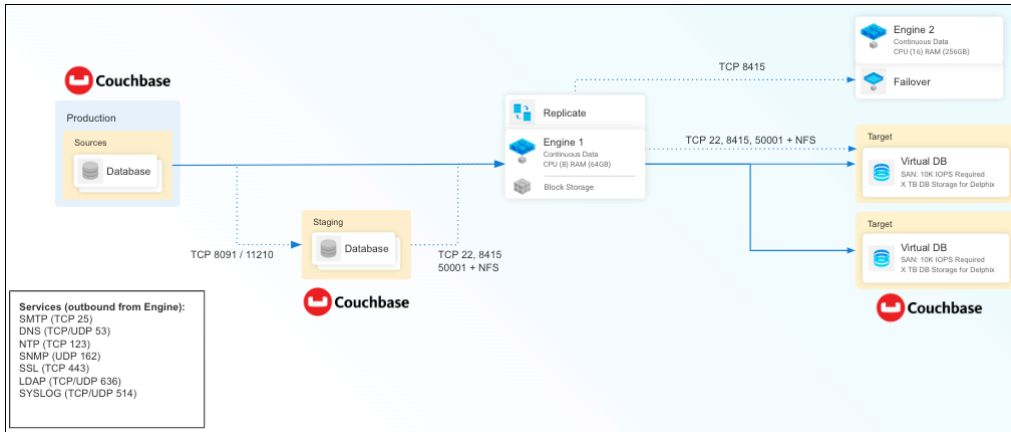 Couchbase
Production
Sources
Database
TCP 8091 / 11210
Staging
Database
Couchbase
TCP 22, 8415
50001 + NFS
Replicate
Engine 1
Continuous Data
CPU (8) RAM (64GB)
Block Storage
TCP 8415
Engine 2
Continuous Data
CPU (16) RAM (256GB)
Failover
TCP 22, 8415, 50001 + NFS
Target
Virtual DB
SAN: 10K IOPS Required
X TB DB Storage for Delphix
Target
Virtual DB
SAN: 10K IOPS Required
X TB DB Storage for Delphix
Couchbase
Services (outbound from Engine):
SMTP (TCP 25)
DNS (TCP/UDP 53)
NTP (TCP 123)
SNMP (UDP 162)
SSL (TCP 443)
LDAP (TCP/UDP 636)
SYSLOG (TCP/UDP 514)